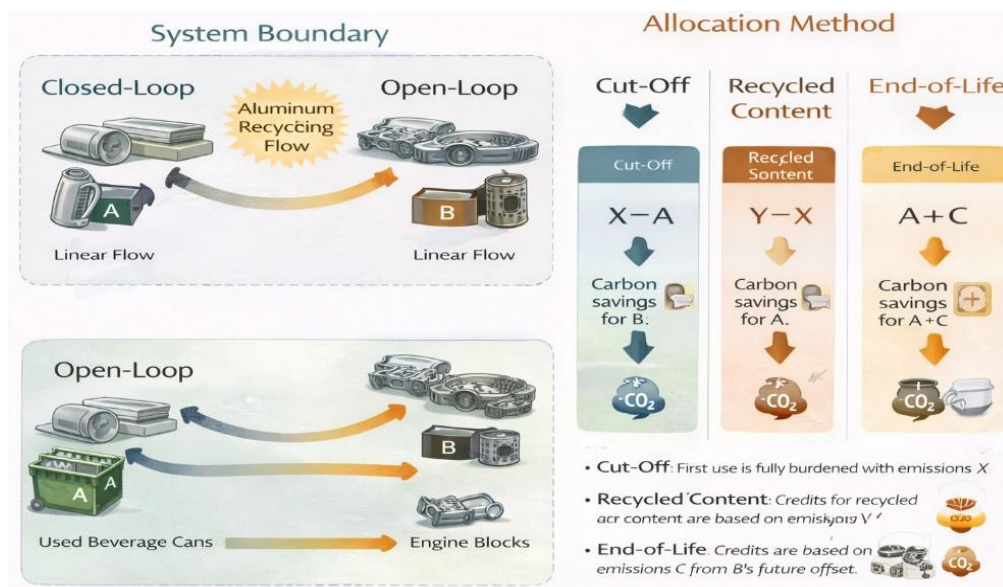 System Boundary
Closed-Loop
Aluminum
Recycling
Flow
Open-Loop
A
B
Linear Flow
Linear Flow
Open-Loop
B
A
A
Used Beverage Cans
Engine Blocks
Allocation Method
Cut-Off
Recycled
Content
End-of-Life
Cut-Off
Recycled
Sontent
End-of-Life
X–A
Y–X
A+C
Carbon
savings
for B.
Carbon
savings
for A.
Carbon
savings
for A+C
-CO₂
-CO₂
CO₂
• Cut-Off: First use is fully burdened with emissions X
• Recycled Content: Credits for recycled
content are based on
• End-of-Life. Credits are based on
emissions C from B's future offset.
CO₂